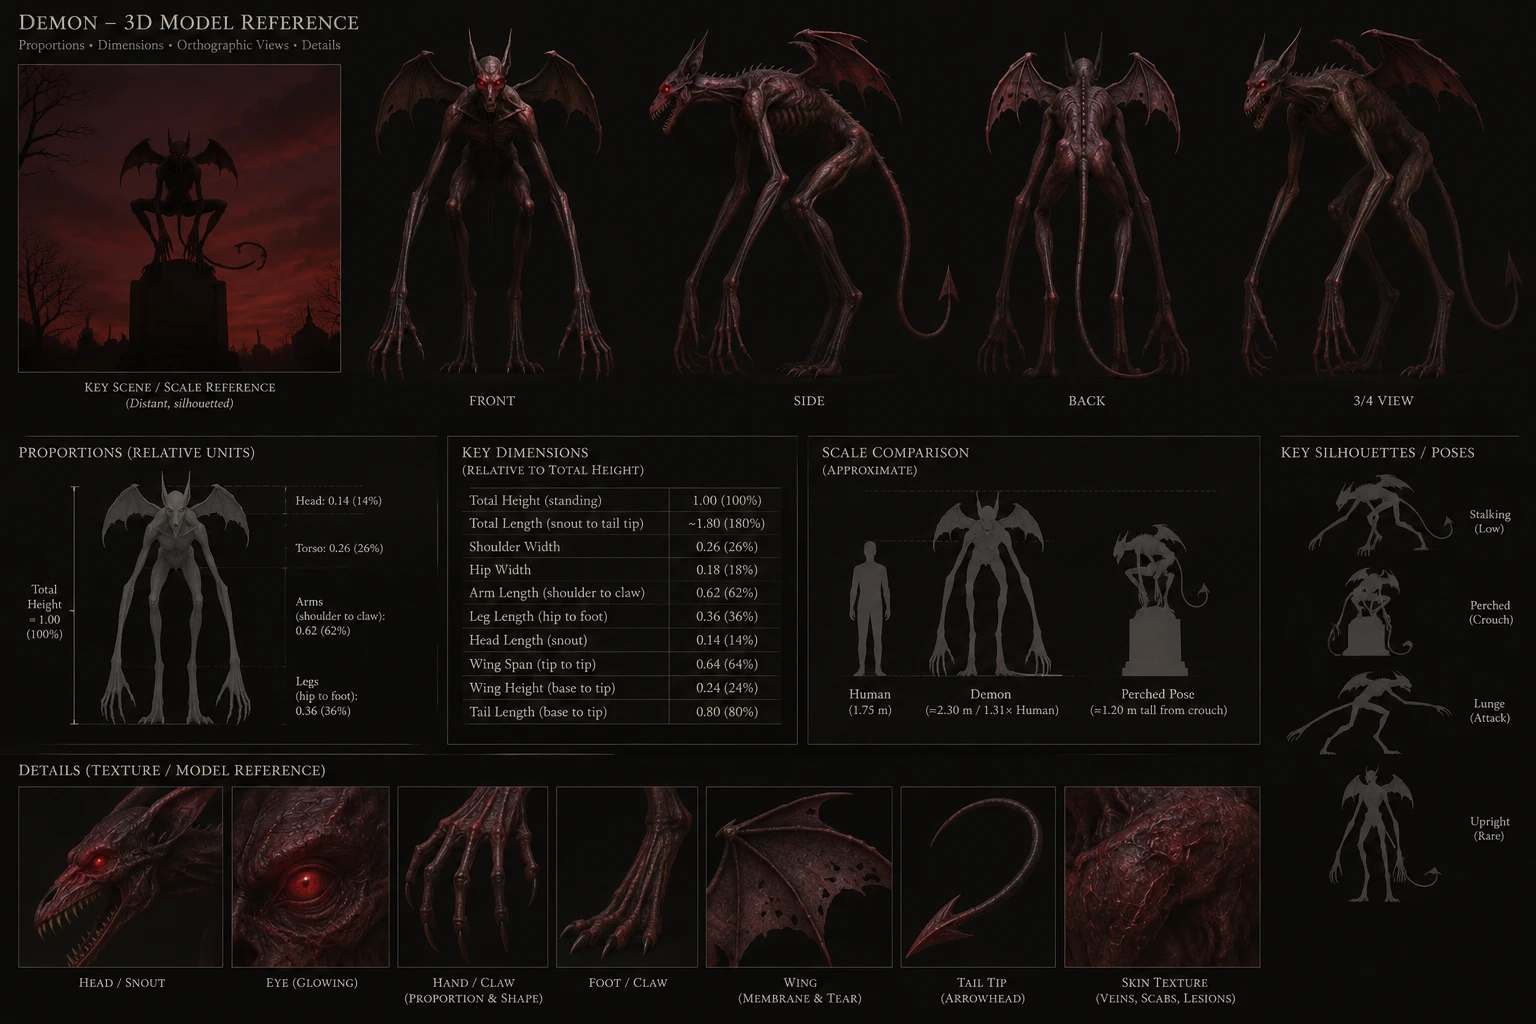 DEMON – 3D MODEL REFERENCE
Proportions • Dimensions • Orthographic Views • Details
KEY SCENE / SCALE REFERENCE
(Distant, silhouetted)
FRONT
SIDE
BACK
3/4 VIEW
PROPORTIONS (RELATIVE UNITS)
Total
Height
= 1.00
(100%)
Head: 0.14 (14%)
Torso: 0.26 (26%)
Arms
(shoulder to claw):
0.62 (62%)
Legs
(hip to foot):
0.36 (36%)
KEY DIMENSIONS
(RELATIVE TO TOTAL HEIGHT)
Total Height (standing) 1.00 (100%)
Total Length (snout to tail tip) ~1.80 (180%)
Shoulder Width 0.26 (26%)
Hip Width 0.18 (18%)
Arm Length (shoulder to claw) 0.62 (62%)
Leg Length (hip to foot) 0.36 (36%)
Head Length (snout) 0.14 (14%)
Wing Span (tip to tip) 0.64 (64%)
Wing Height (base to tip) 0.24 (24%)
Tail Length (base to tip) 0.80 (80%)
SCALE COMPARISON
(APPROXIMATE)
Human
(1.75 m)
Demon
(≈2.30 m / 1.31× Human)
Perched Pose
(≈1.20 m tall from crouch)
KEY SILHOUETTES / POSES
Stalking
(Low)
Perched
(Crouch)
Lunge
(Attack)
Upright
(Rare)
DETAILS (TEXTURE / MODEL REFERENCE)
HEAD / SNOUT
EYE (GLOWING)
HAND / CLAW
(PROPORTION & SHAPE)
FOOT / CLAW
WING
(MEMBRANE & TEAR)
TAIL TIP
(ARROWHEAD)
SKIN TEXTURE
(VEINS, SCABS, LESIONS)